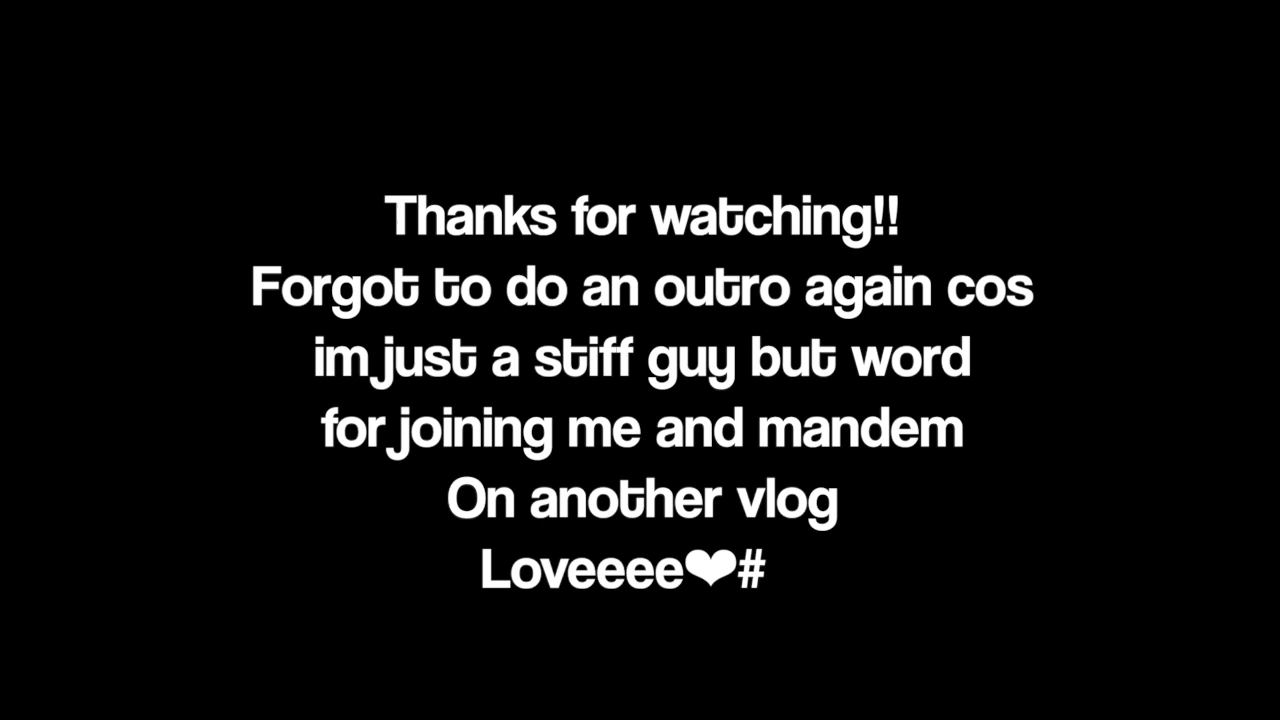 Thanks for watching!!
Forgot to do an outro again cos
im just a stiff guy but word
for joining me and mandem
On another vlog
Loveeee❤#